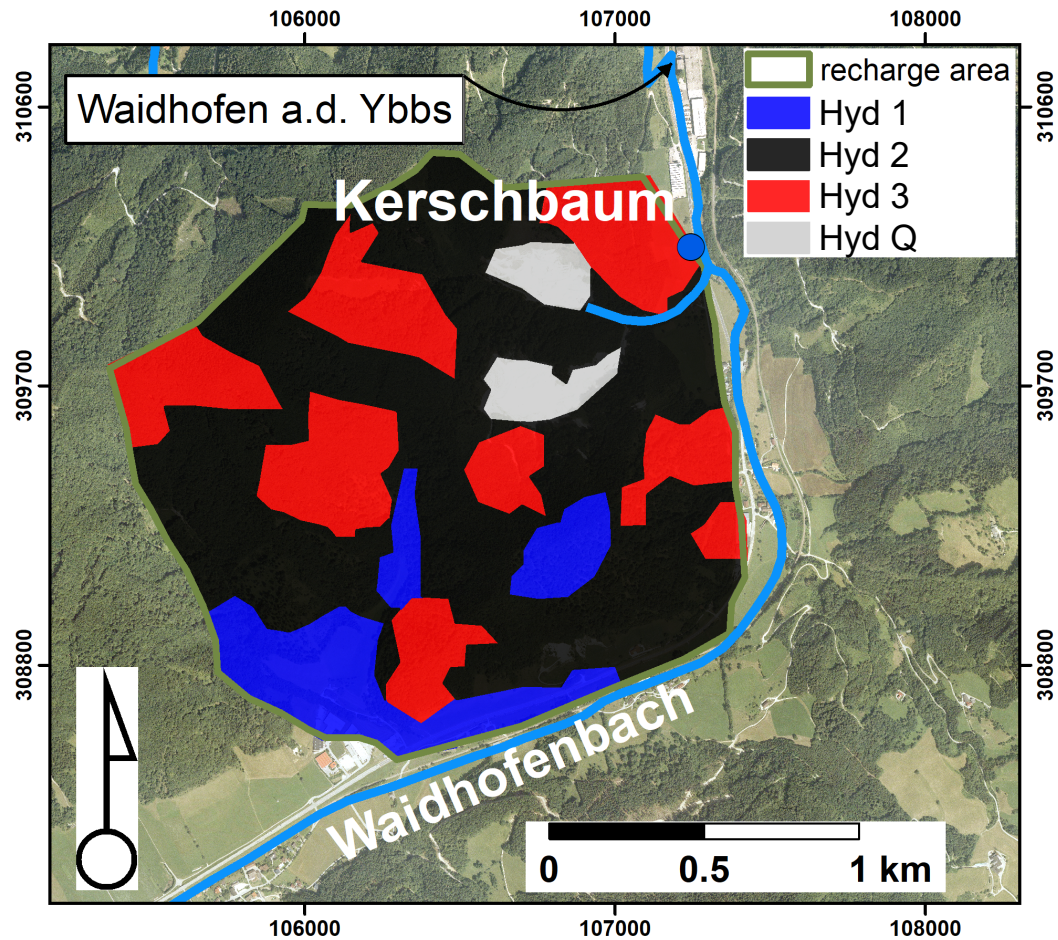 106000 107000 108000
recharge area
Hyd 1
Hyd 2
Hyd 3
Hyd Q
Waidhofen a.d. Ybbs
Kerschbaum
310600 310600
309700 309700
308800 308800
Waidhofenbach
0 0.5 1 km
106000 107000 108000